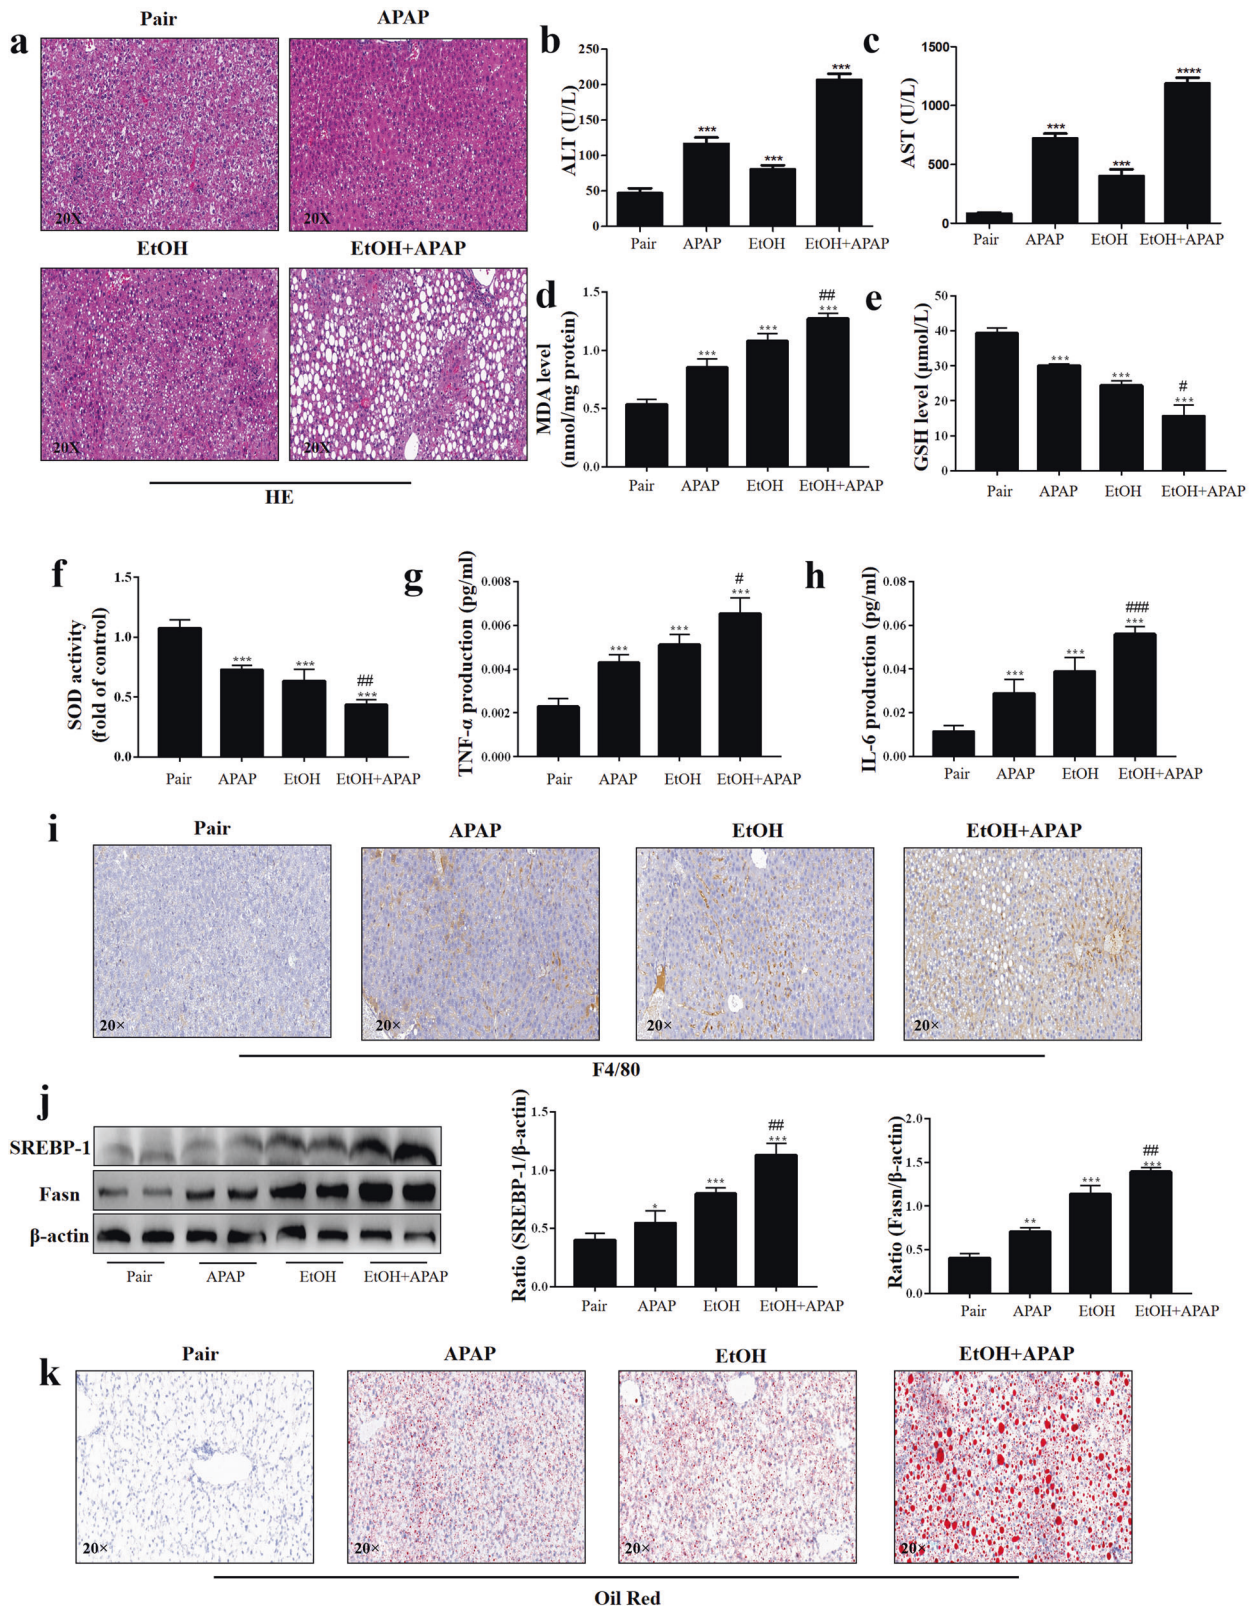 a
Pair
APAP
20X
20X
EtOH
EtOH+APAP
20X
20X
HE
b
ALT (U/L)
250
200
150
100
50
0
***
***
***
Pair
APAP
EtOH
EtOH+APAP
c
AST (U/L)
1500
1000
500
0
***
***
****
Pair
APAP
EtOH
EtOH+APAP
d
MDA level
(nmol/mg protein)
1.5
1.0
0.5
0.0
***
***
##
***
Pair
APAP
EtOH
EtOH+APAP
e
GSH level (μmol/L)
50
40
30
20
10
0
***
***
#
***
Pair
APAP
EtOH
EtOH+APAP
f
SOD activity
(fold of control)
1.5
1.0
0.5
0.0
***
***
##
***
Pair
APAP
EtOH
EtOH+APAP
g
TNF-α production (pg/ml)
0.008
0.006
0.004
0.002
0.000
***
***
#
***
Pair
APAP
EtOH
EtOH+APAP
h
IL-6 production (pg/ml)
0.08
0.06
0.04
0.02
0.00
***
***
###
***
Pair
APAP
EtOH
EtOH+APAP
i
Pair
APAP
EtOH
EtOH+APAP
20×
20×
20×
20×
F4/80
j
SREBP-1
Fasn
β-actin
Pair
APAP
EtOH
EtOH+APAP
Ratio (SREBP-1/β-actin)
1.5
1.0
0.5
0.0
*
***
##
***
Pair
APAP
EtOH
EtOH+APAP
Ratio (Fasn/β-actin)
2.0
1.5
1.0
0.5
0.0
**
***
##
***
Pair
APAP
EtOH
EtOH+APAP
k
Pair
APAP
EtOH
EtOH+APAP
20×
20×
20×
20×
Oil Red